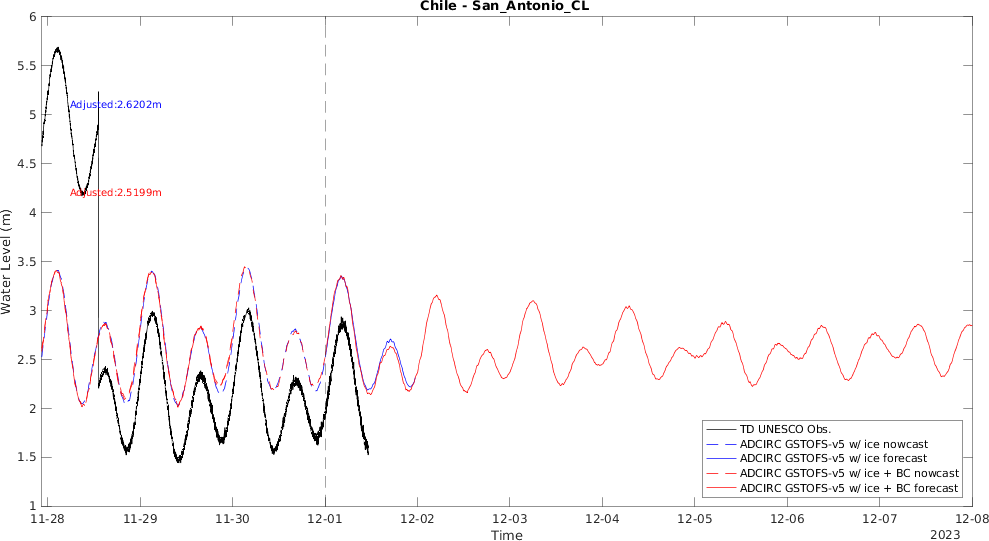 Chile - San_Antonio_CL
6
5.5
5
4.5
4
3.5
3
2.5
2
1.5
1
Water Level (m)
Adjusted:2.6202m
Adjusted:2.5199m
TD UNESCO Obs.
ADCIRC GSTOFS-v5 w/ ice nowcast
ADCIRC GSTOFS-v5 w/ ice forecast
ADCIRC GSTOFS-v5 w/ ice + BC nowcast
ADCIRC GSTOFS-v5 w/ ice + BC forecast
11-28 11-29 11-30 12-01 12-02 12-03 12-04 12-05 12-06 12-07 12-08
Time
2023